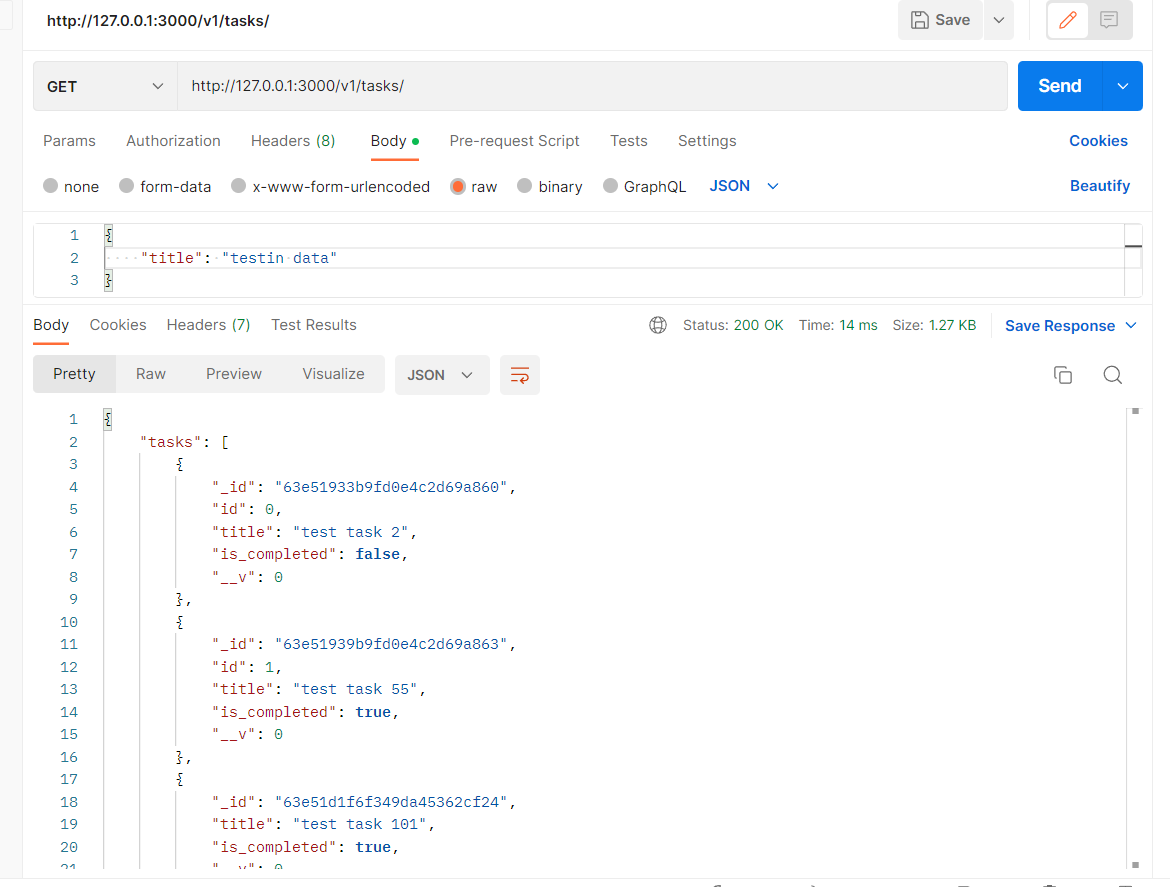 http://127.0.0.1:3000/v1/tasks/
Save
GET
http://127.0.0.1:3000/v1/tasks/
Send
Params Authorization Headers (8) Body Pre-request Script Tests Settings Cookies
none form-data x-www-form-urlencoded raw binary GraphQL JSON Beautify
1 {
2 "title": "testin data"
3 }
Body Cookies Headers (7) Test Results Status: 200 OK Time: 14 ms Size: 1.27 KB Save Response
Pretty Raw Preview Visualize JSON
1 {
2 "tasks": [
3 {
4 "_id": "63e51933b9fd0e4c2d69a860",
5 "id": 0,
6 "title": "test task 2",
7 "is_completed": false,
8 "__v": 0
9 },
10 {
11 "_id": "63e51939b9fd0e4c2d69a863",
12 "id": 1,
13 "title": "test task 55",
14 "is_completed": true,
15 "__v": 0
16 },
17 {
18 "_id": "63e51d1f6f349da45362cf24",
19 "title": "test task 101",
20 "is_completed": true,
21 "__v": 0